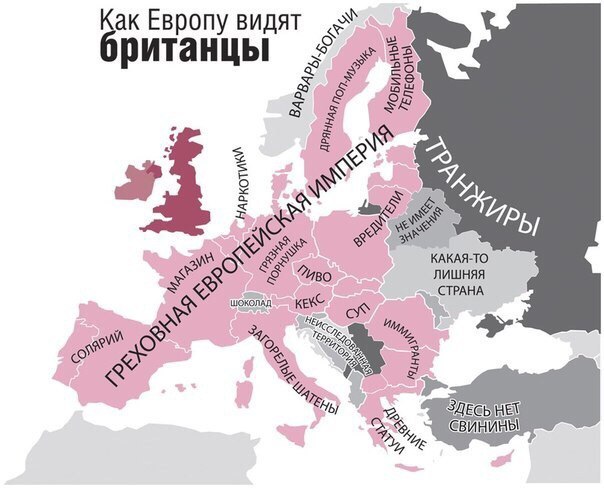 Как Европу видят
британцы
ВАРВАРЫ-БОГАЧИ
ДРЯННАЯ ПОП-МУЗЫКА
МОБИЛЬНЫЕ
ТЕЛЕФОНЫ
ТРАНЖИРЫ
НАРКОТИКИ
ГРЕХОВНАЯ ЕВРОПЕЙСКАЯ ИМПЕРИЯ
ВРЕДИТЕЛИ
НЕ ИМЕЕТ
ЗНАЧЕНИЯ
МАГАЗИН
ГРЯЗНАЯ
ПОРНУШКА
ПИВО
КАКАЯ-ТО
ЛИШНЯЯ
СТРАНА
ШОКОЛАД
КЕКС
СУП
СОЛЯРИЙ
НЕИССЛЕДОВАННАЯ
ТЕРРИТОРИЯ
ИММИГРАНТЫ
ЗАГОРЕЛЫЕ ШАТЕНЫ
ДРЕВНИЕ
СТАТУИ
ЗДЕСЬ НЕТ
СВИНИНЫ